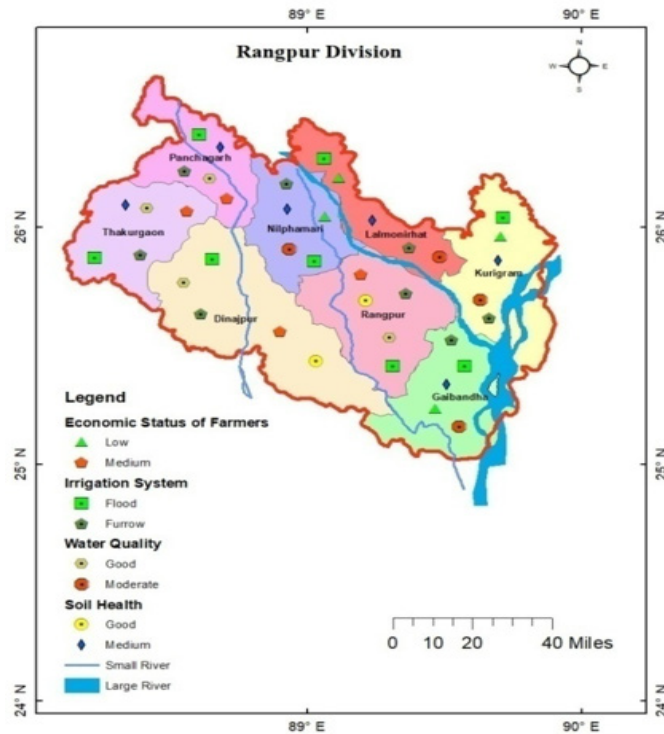 89° E
90° E
Rangpur Division
N
W
E
S
Panchagarh
26° N
26° N
Thakurgaon
Nilphamari
Lalmonirhat
Kurigram
Dinajpur
Rangpur
Gaibandha
Legend
Economic Status of Farmers
Low
Medium
25° N
25° N
Irrigation System
Flood
Furrow
Water Quality
Good
Moderate
Soil Health
Good
Medium
Small River
Large River
0 10 20 40 Miles
24° N
24° N
89° E
90° E